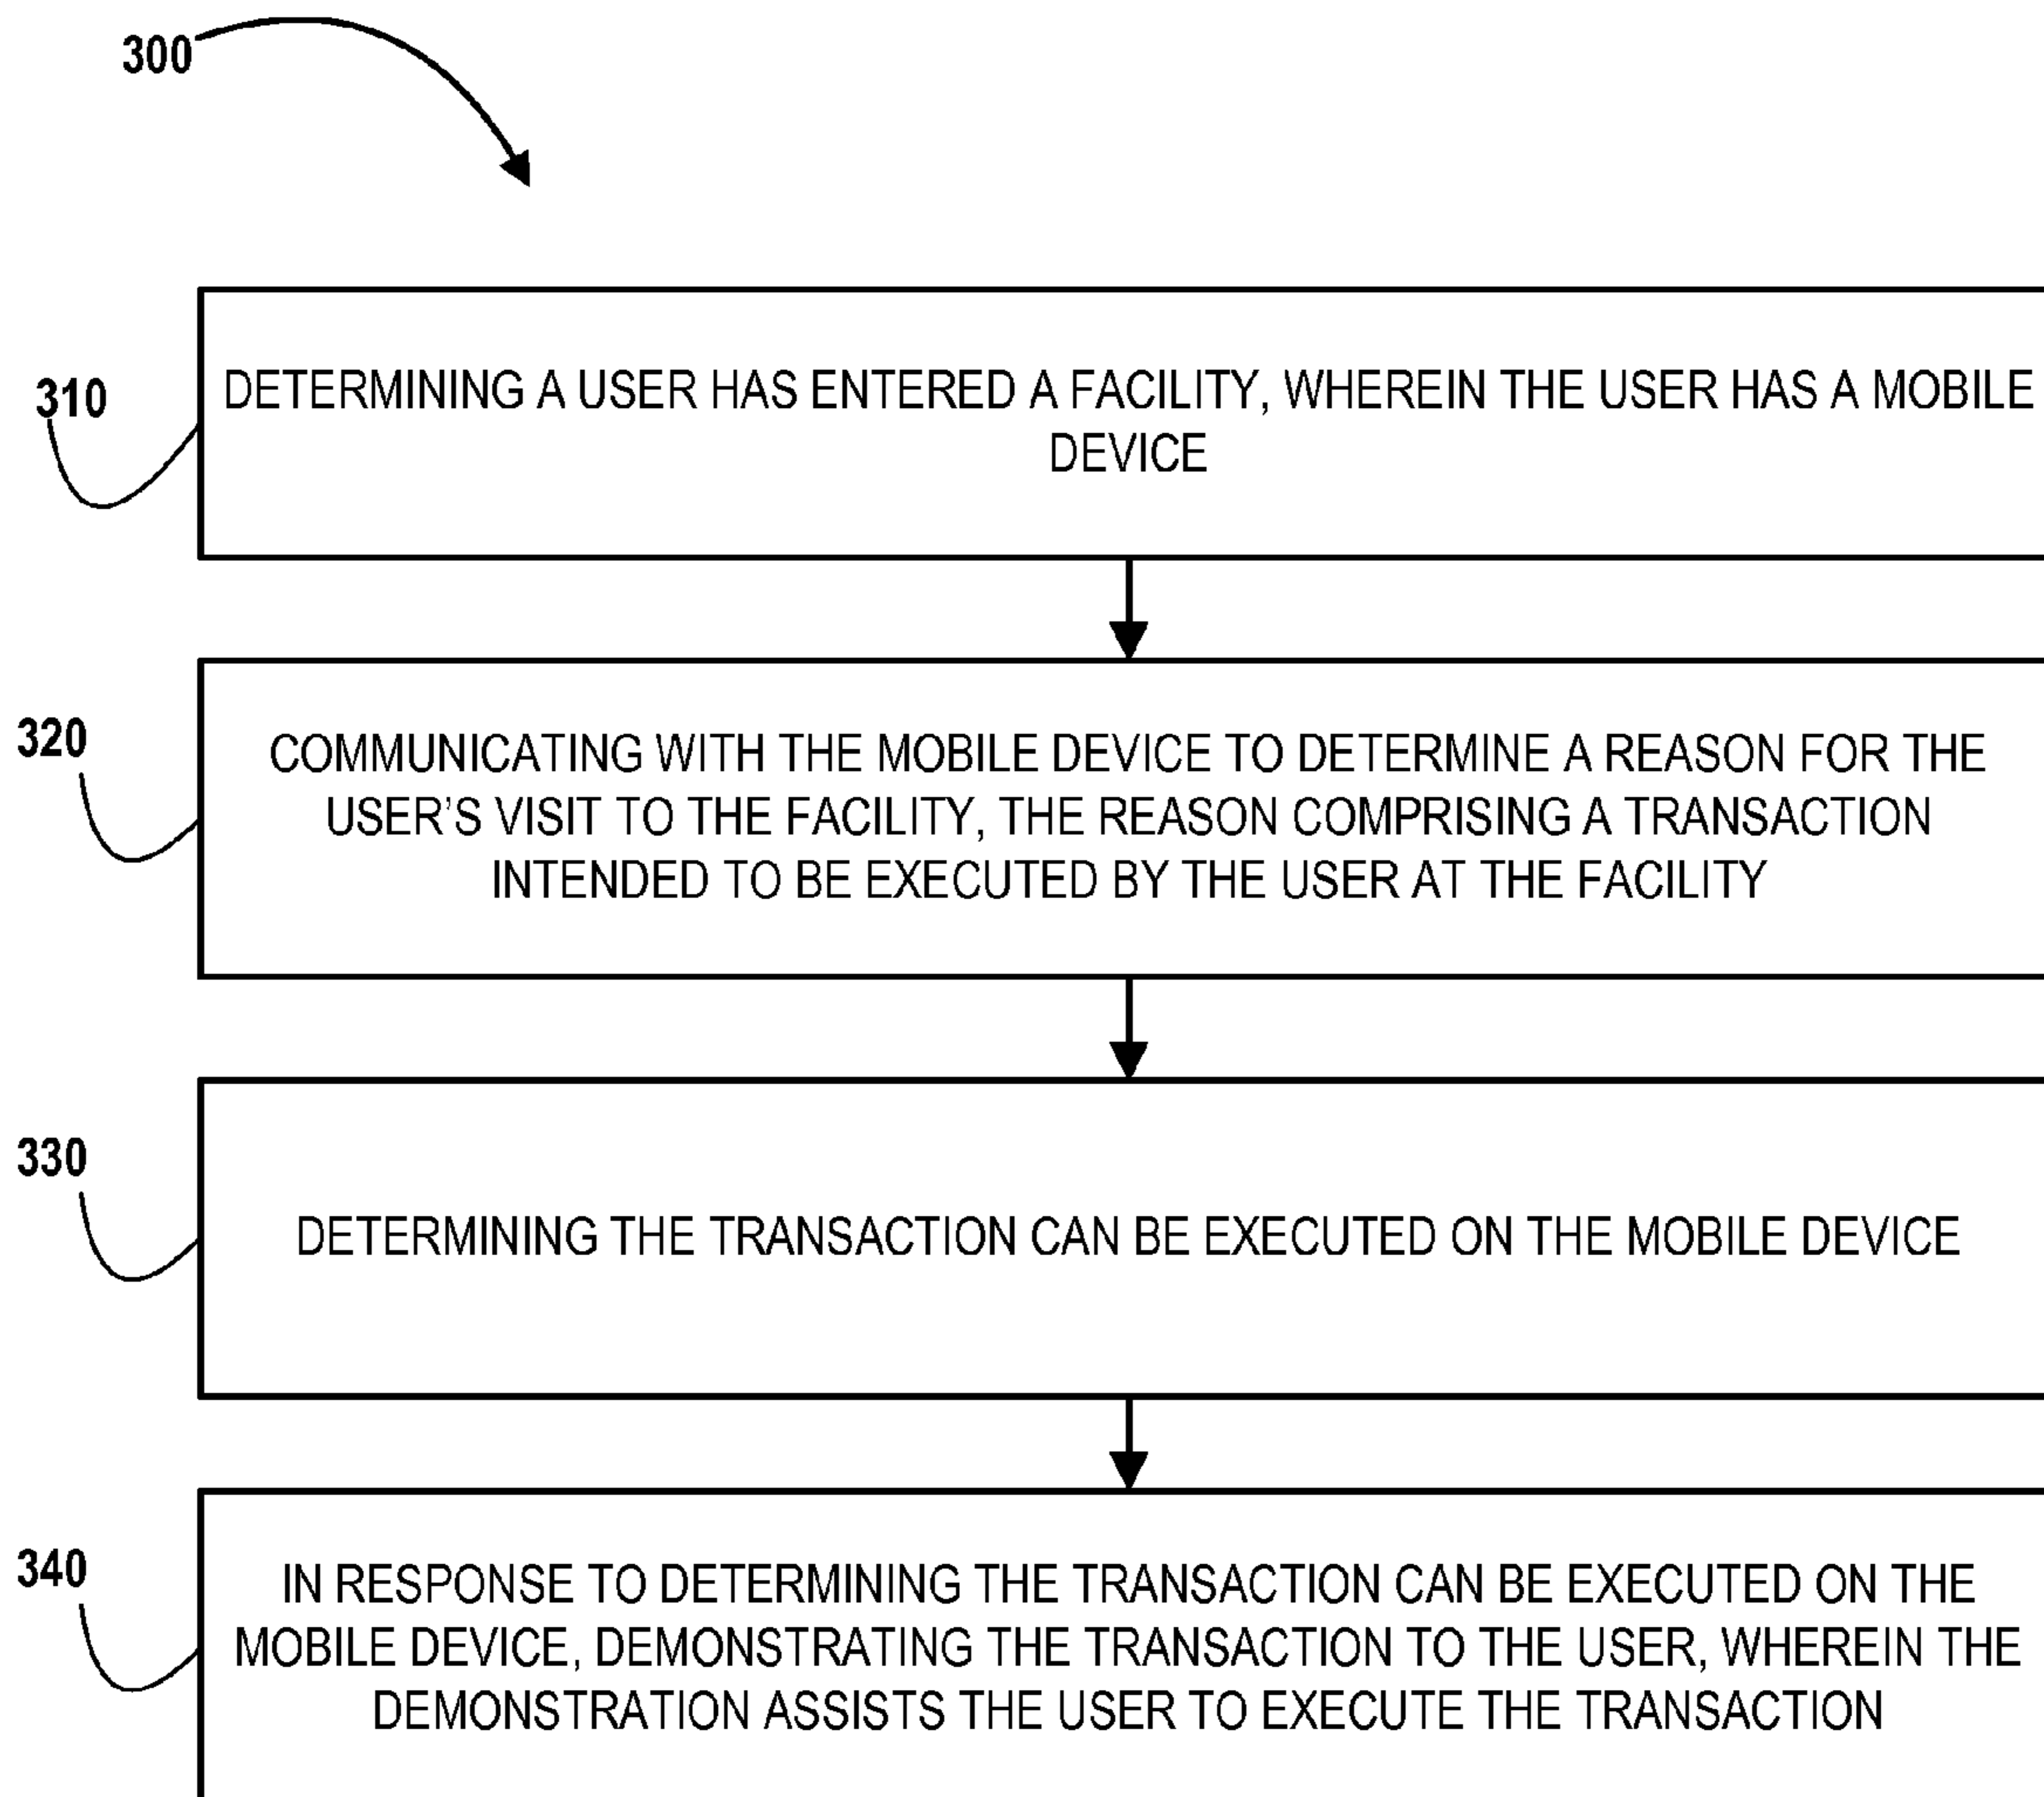 300
310
DETERMINING A USER HAS ENTERED A FACILITY, WHEREIN THE USER HAS A MOBILE
DEVICE
320
COMMUNICATING WITH THE MOBILE DEVICE TO DETERMINE A REASON FOR THE
USER'S VISIT TO THE FACILITY, THE REASON COMPRISING A TRANSACTION
INTENDED TO BE EXECUTED BY THE USER AT THE FACILITY
330
DETERMINING THE TRANSACTION CAN BE EXECUTED ON THE MOBILE DEVICE
340
IN RESPONSE TO DETERMINING THE TRANSACTION CAN BE EXECUTED ON THE
MOBILE DEVICE, DEMONSTRATING THE TRANSACTION TO THE USER, WHEREIN THE
DEMONSTRATION ASSISTS THE USER TO EXECUTE THE TRANSACTION